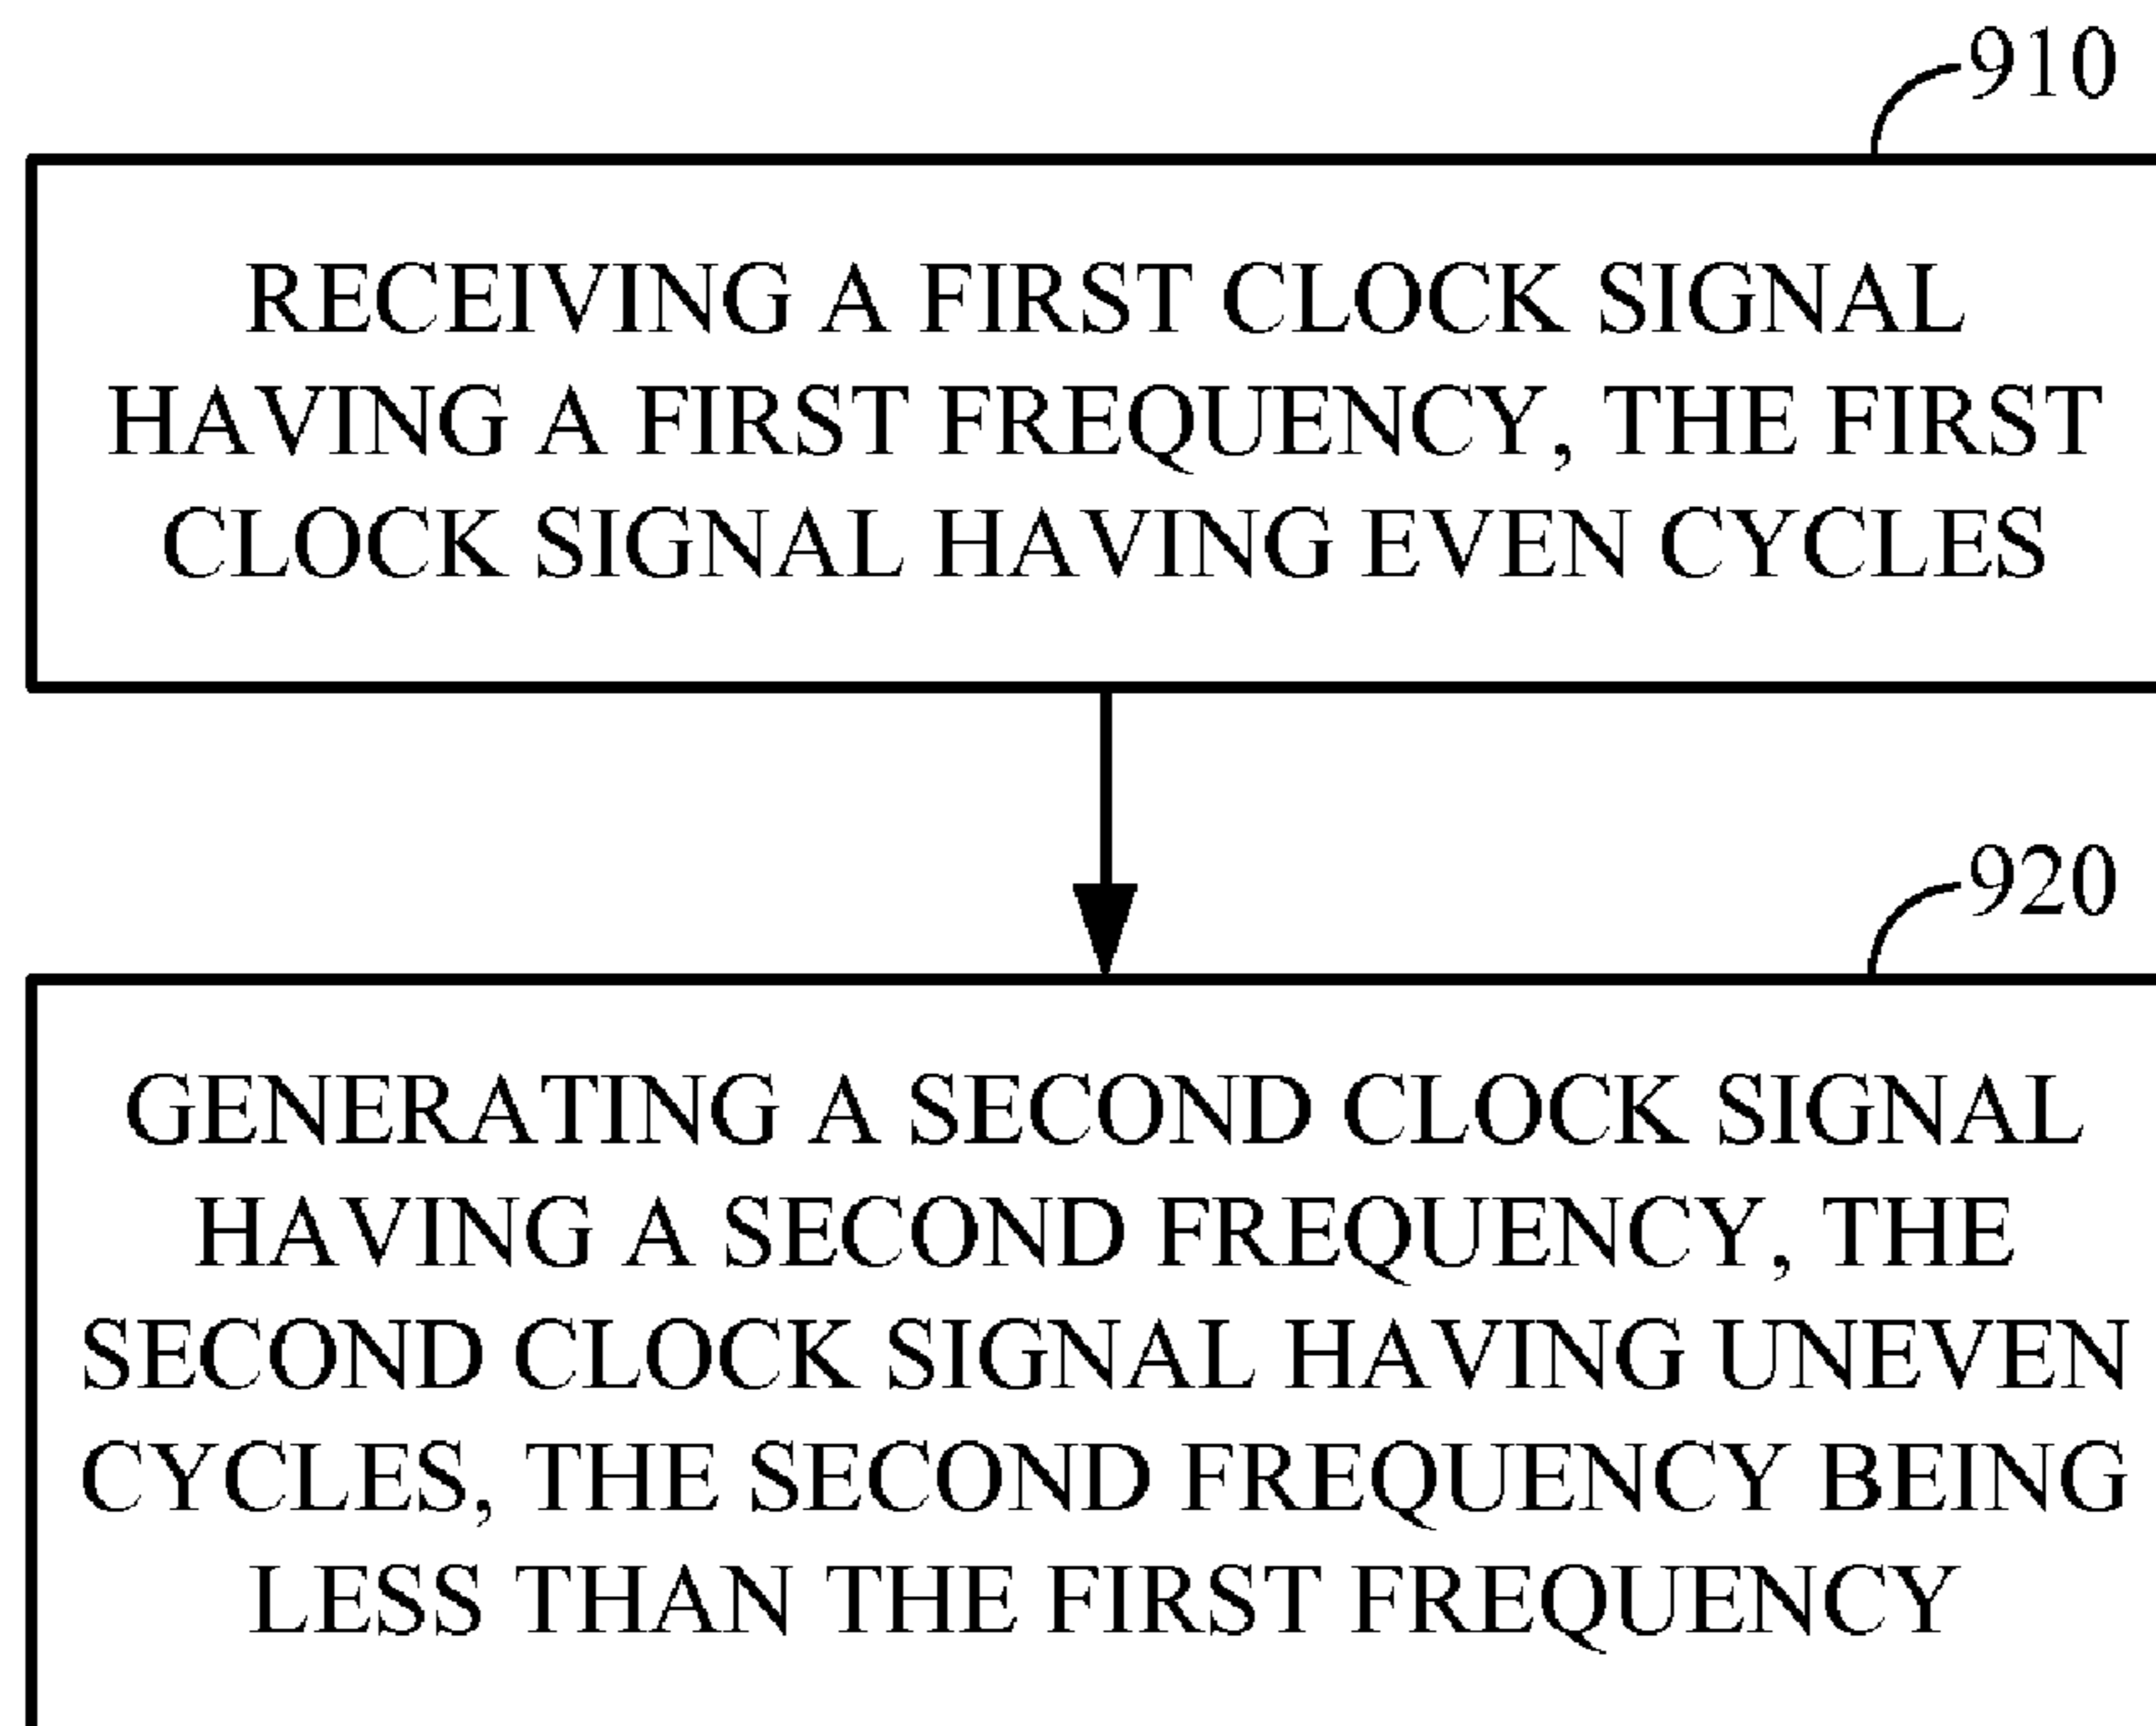 910
RECEIVING A FIRST CLOCK SIGNAL
HAVING A FIRST FREQUENCY, THE FIRST
CLOCK SIGNAL HAVING EVEN CYCLES
920
GENERATING A SECOND CLOCK SIGNAL
HAVING A SECOND FREQUENCY, THE
SECOND CLOCK SIGNAL HAVING UNEVEN
CYCLES, THE SECOND FREQUENCY BEING
LESS THAN THE FIRST FREQUENCY